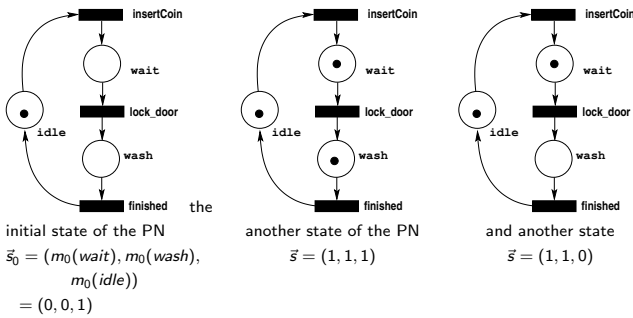 insertCoin
wait
lock_door
idle
wash
finished
the
initial state of the PN
s⃗₀ = (m₀(wait), m₀(wash),
m₀(idle))
= (0, 0, 1)
insertCoin
wait
lock_door
idle
wash
finished
another state of the PN
s⃗ = (1, 1, 1)
insertCoin
wait
lock_door
idle
wash
finished
and another state
s⃗ = (1, 1, 0)